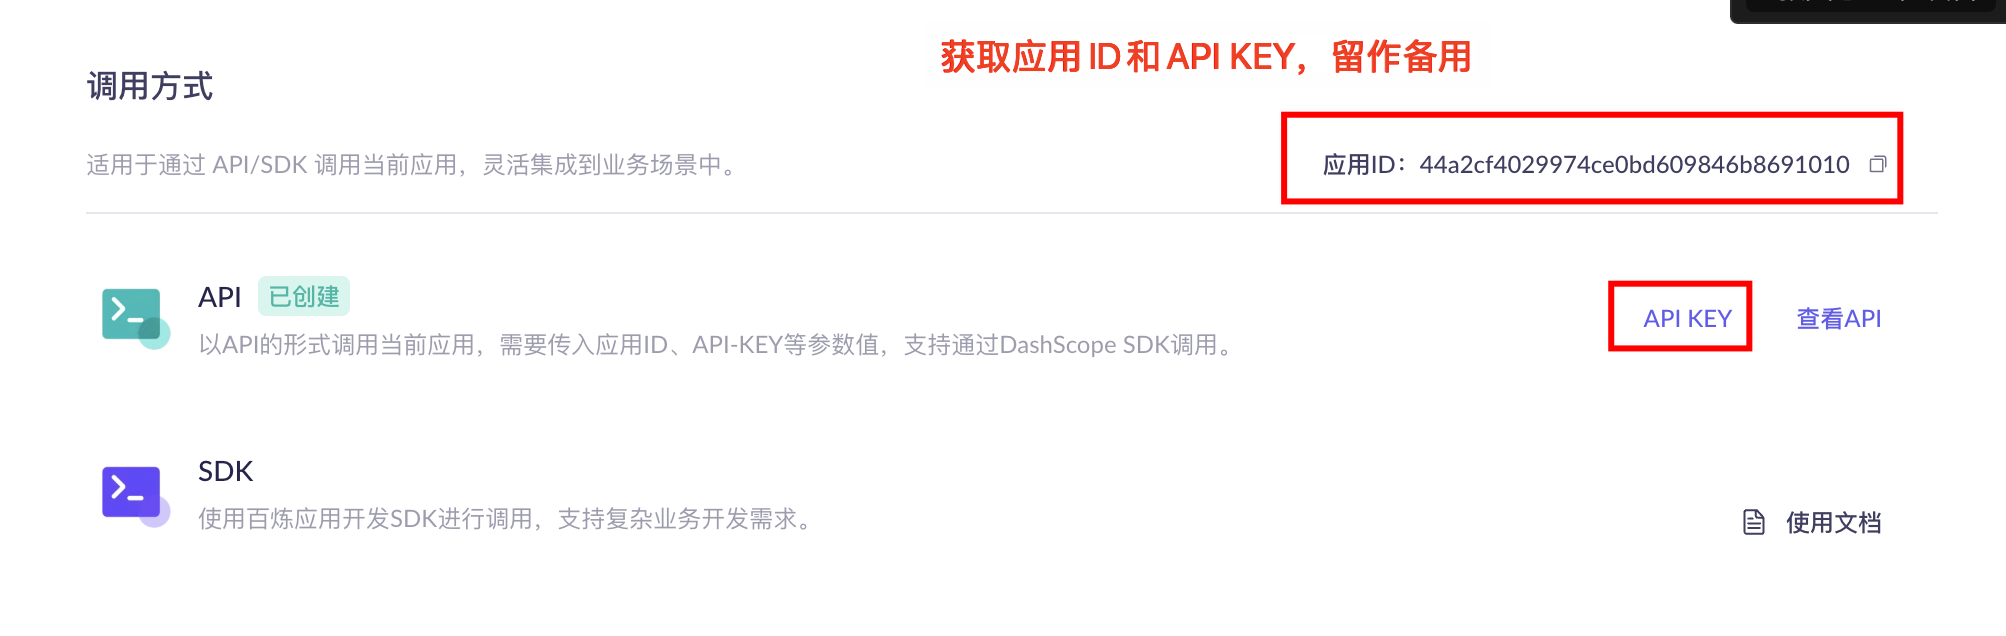 获取应用ID和API KEY，留作备用
调用方式
适用于通过 API/SDK 调用当前应用，灵活集成到业务场景中。
应用ID：44a2cf4029974ce0bd609846b8691010
API 已创建
以API的形式调用当前应用，需要传入应用ID、API-KEY等参数值，支持通过DashScope SDK调用。
API KEY 查看API
SDK
使用百炼应用开发SDK进行调用，支持复杂业务开发需求。
使用文档